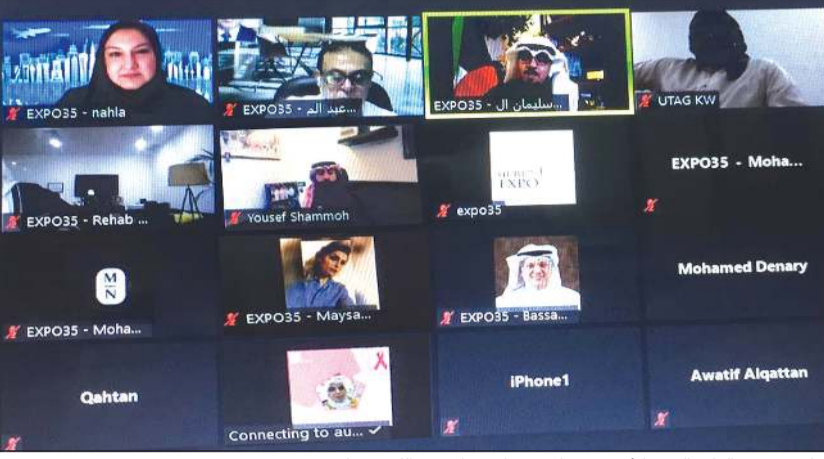 EXPO35 - nahla
EXPO35 - عبد الم...
EXPO35 - سليمان ال...
UTAG KW
EXPO35 - Rehab ...
Yousef Shammoh
EXPO
expo35
EXPO35 - Moha...
M
N
EXPO35 - Moha...
EXPO35 - Maysa...
EXPO35 - Bassa...
Mohamed Denary
Qahtan
Connecting to au...
iPhone1
Awatif Alqattan